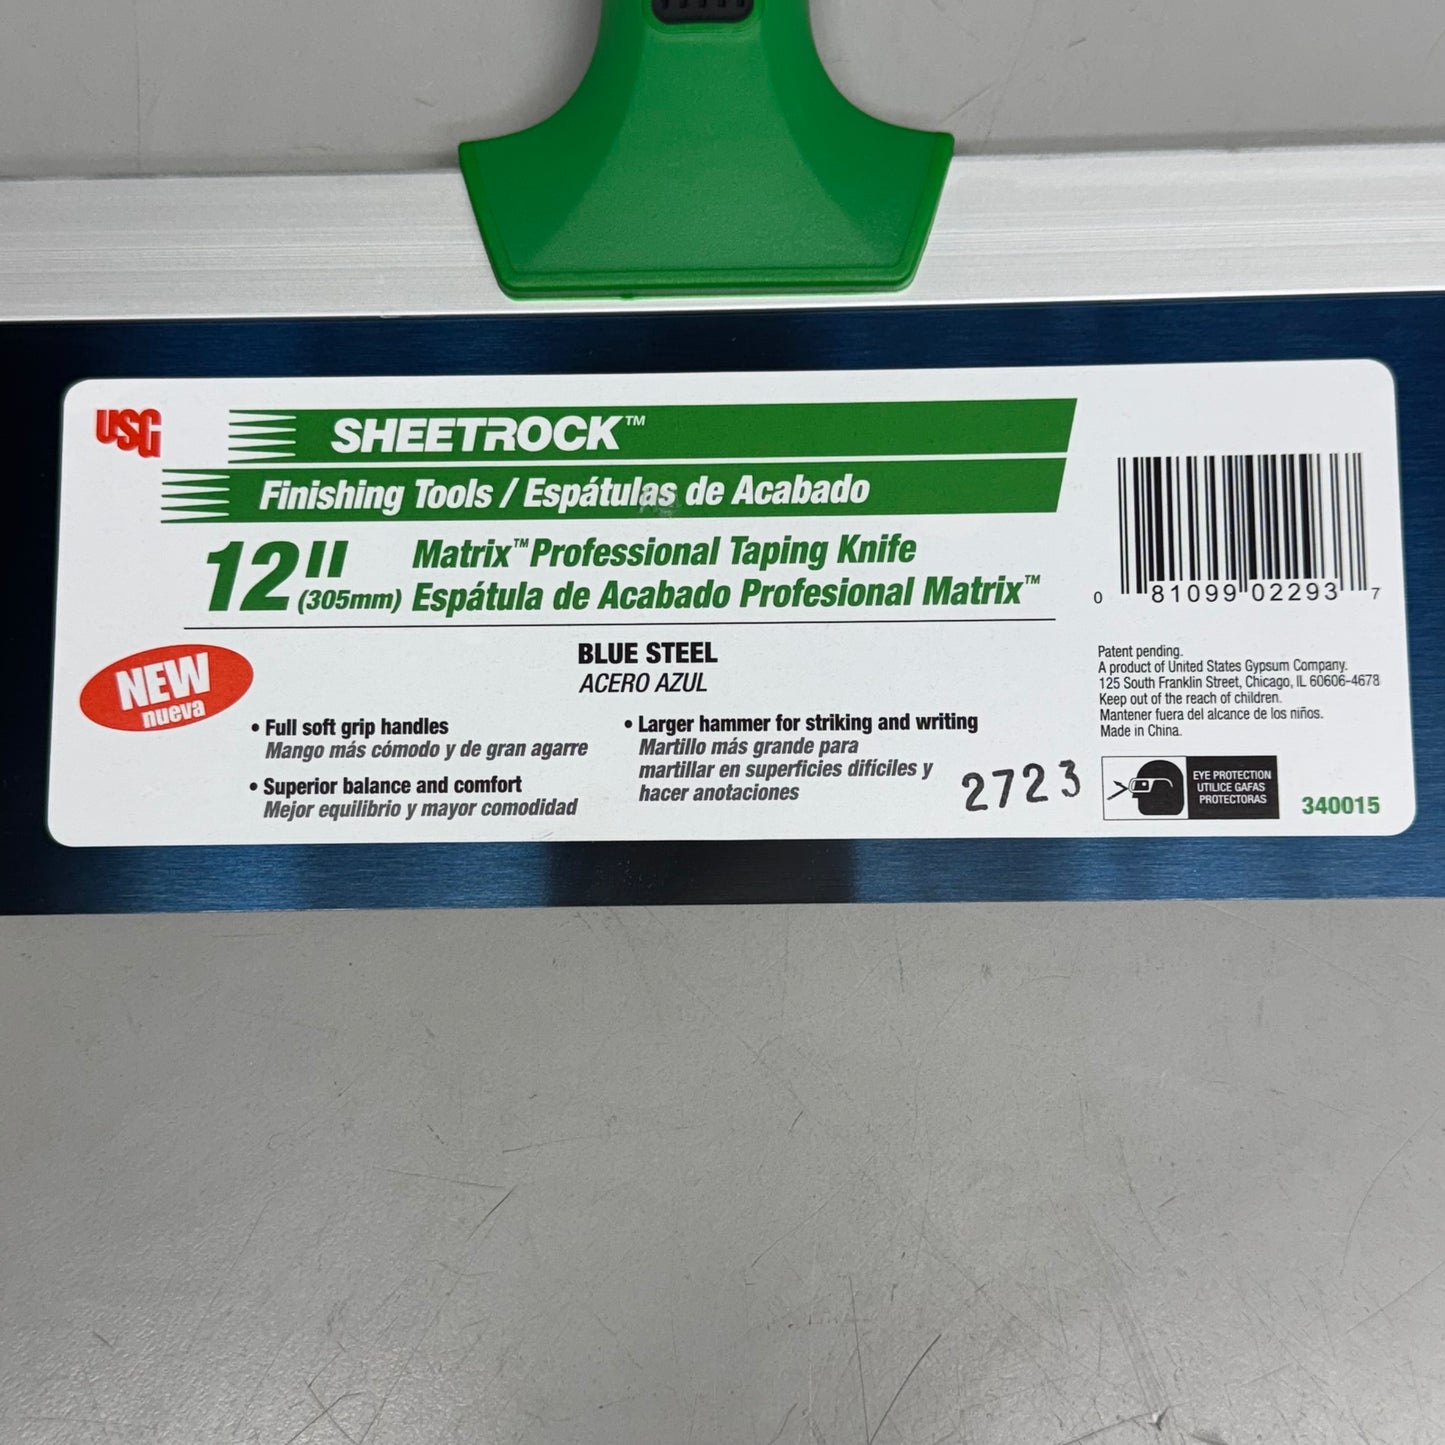 USG
SHEETROCK™
Finishing Tools / Espátulas de Acabado
12" (305mm)
Matrix™ Professional Taping Knife
Espátula de Acabado Profesional Matrix™
BLUE STEEL
ACERO AZUL
NEW
nueva
• Full soft grip handles
Mango más cómodo y de gran agarre
• Superior balance and comfort
Mejor equilibrio y mayor comodidad
• Larger hammer for striking and writing
Martillo más grande para
martillar en superficies difíciles y
hacer anotaciones
2723
0 81099 02293 7
Patent pending.
A product of United States Gypsum Company.
125 South Franklin Street, Chicago, IL 60606-4678
Keep out of the reach of children.
Mantener fuera del alcance de los niños.
Made in China.
EYE PROTECTION
UTILICE GAFAS
PROTECTORAS
340015